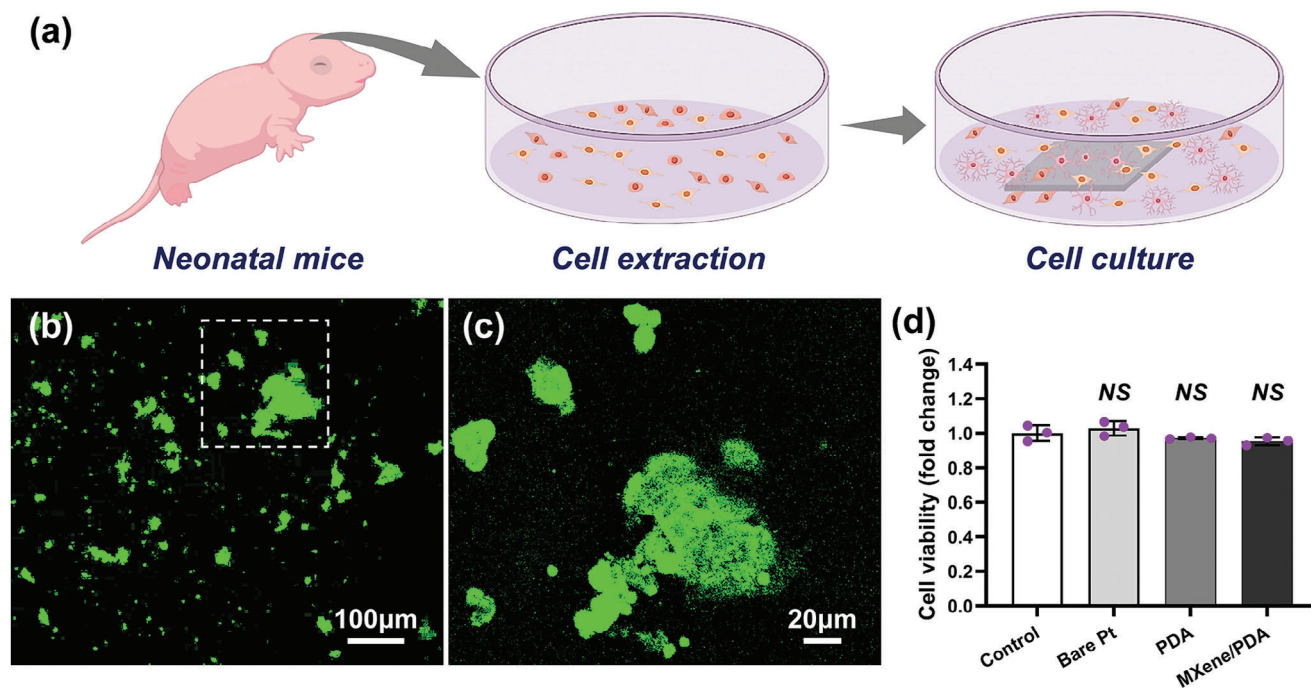 (a)
Neonatal mice
Cell extraction
Cell culture
(b)
100μm
(c)
20μm
(d)
Cell viability (fold change)
1.4
1.2
1.0
0.8
0.6
0.4
0.2
0.0
NS
NS
NS
Control
Bare Pt
PDA
MXene/PDA